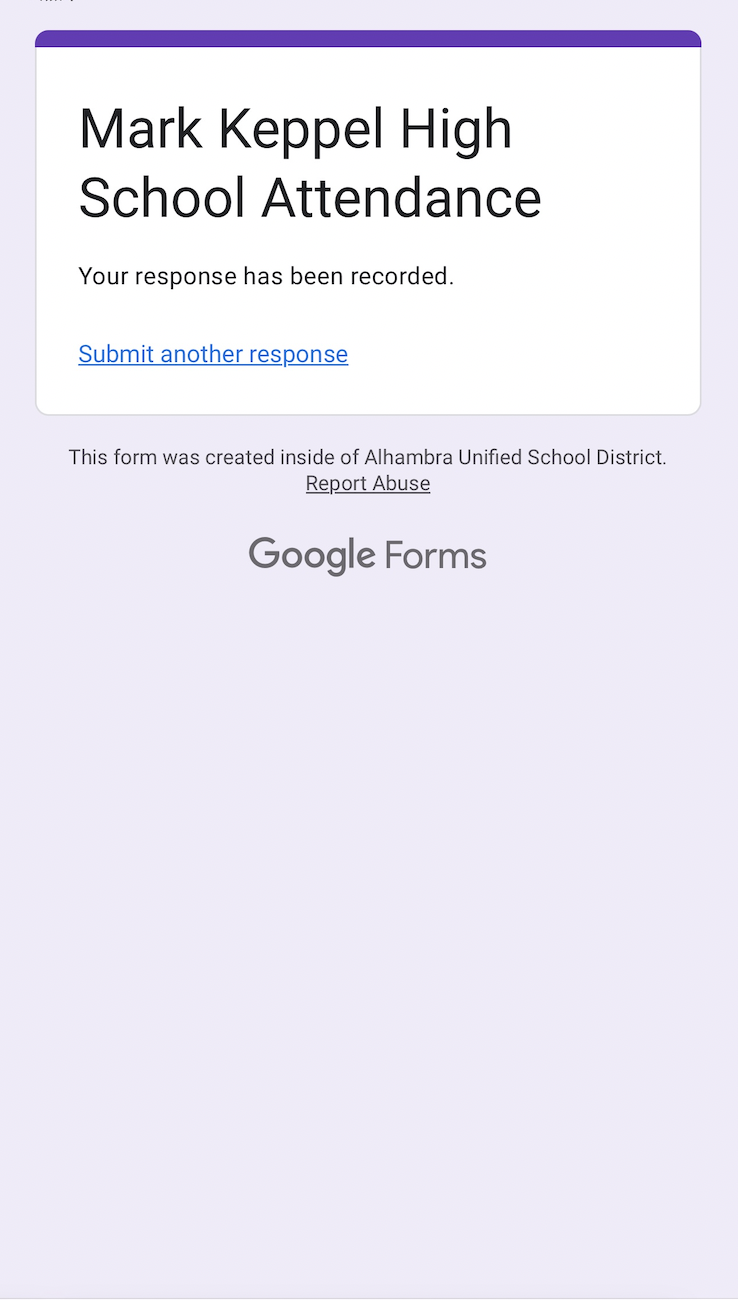 Mark Keppel High
School Attendance
Your response has been recorded.
Submit another response
This form was created inside of Alhambra Unified School District.
Report Abuse
Google Forms